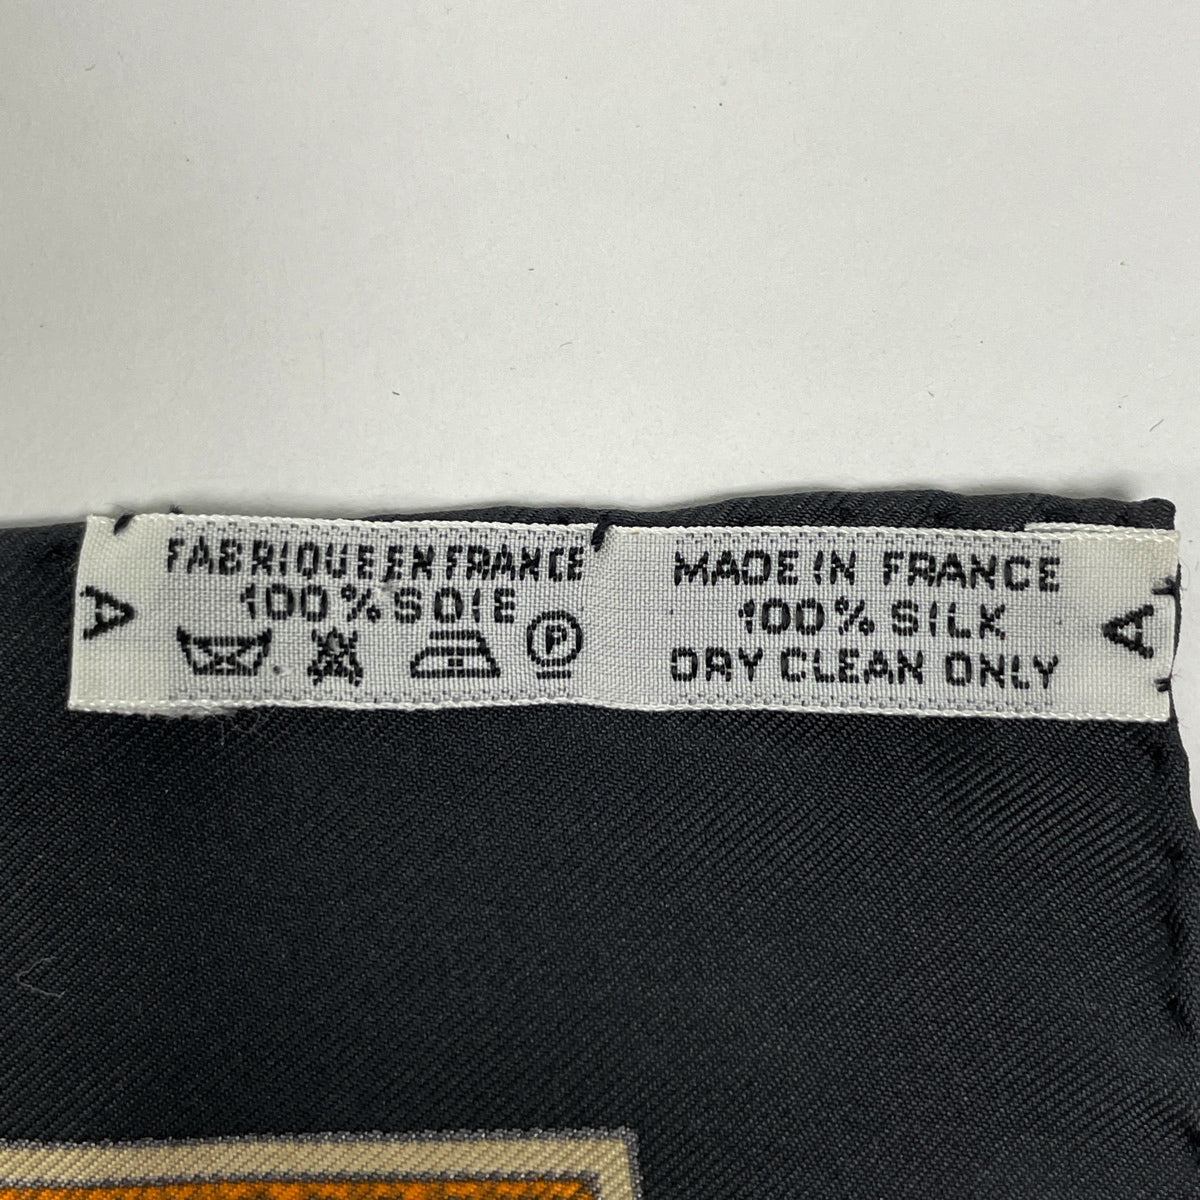 A
FABRIQUE EN FRANCE
100% SOIE
P
MADE IN FRANCE
100% SILK
DRY CLEAN ONLY
A